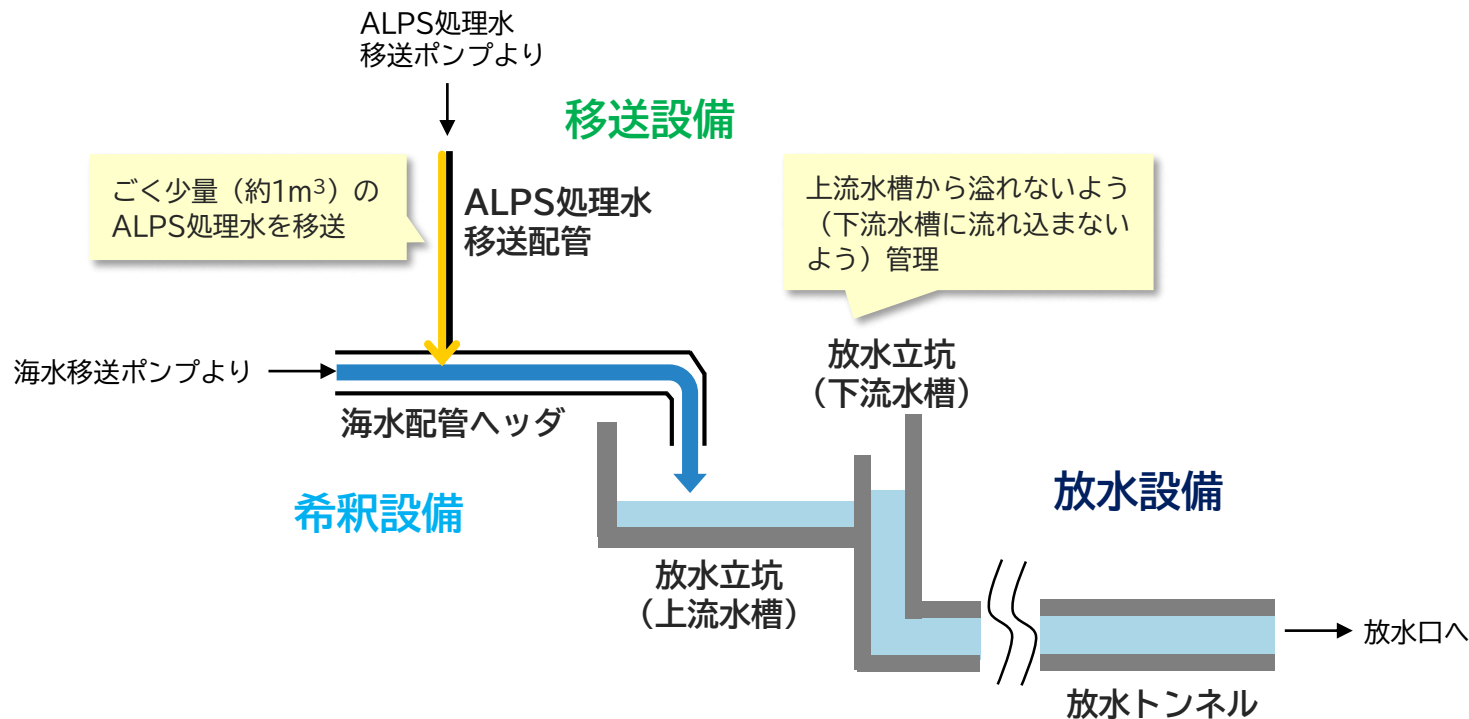 ALPS処理水
移送ポンプより
移送設備
ごく少量（約1m³）の
ALPS処理水を移送
ALPS処理水
移送配管
上流水槽から溢れないよう
（下流水槽に流れ込まない
よう）管理
海水移送ポンプより
海水配管ヘッダ
放水立坑
（下流水槽）
希釈設備
放水設備
放水立坑
（上流水槽）
放水口へ
放水トンネル